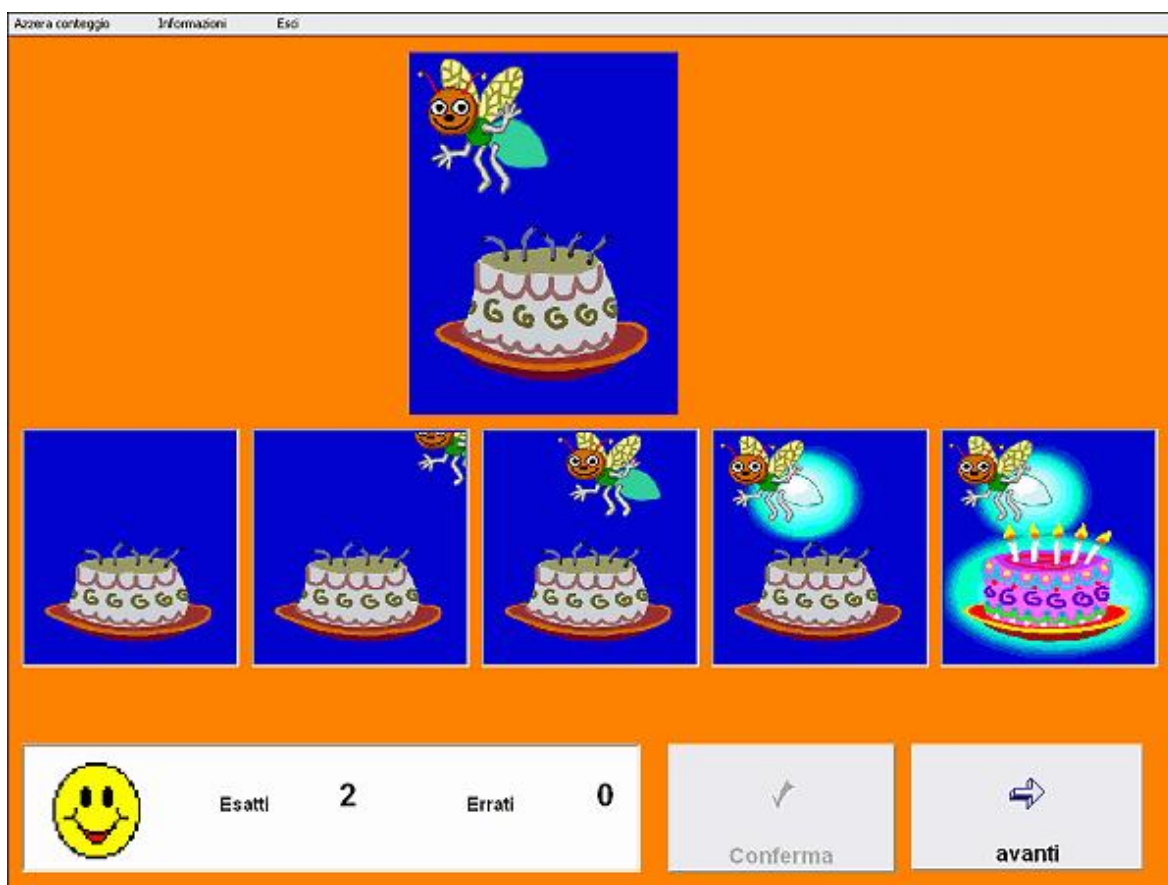 Azzera conteggio Informazioni Esci
Esatti 2 Errati 0
Conferma
avanti